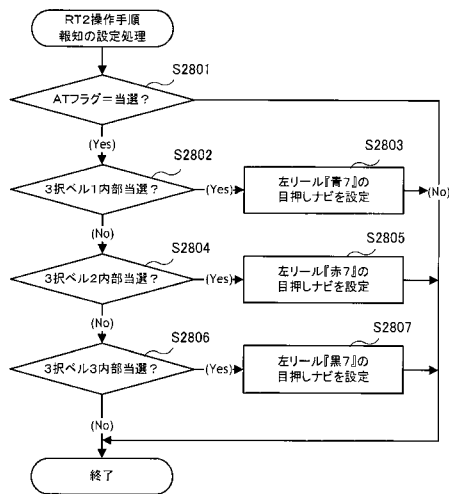 RT2操作手順
報知の設定処理
S2801
ATフラグ=当選?
(Yes)
S2802
3択ベル1内部当選?
(Yes)
S2803
左リール『青7』の
目押しナビを設定
(No)
(No)
S2804
3択ベル2内部当選?
(Yes)
S2805
左リール『赤7』の
目押しナビを設定
(No)
S2806
3択ベル3内部当選?
(Yes)
S2807
左リール『黒7』の
目押しナビを設定
(No)
終了